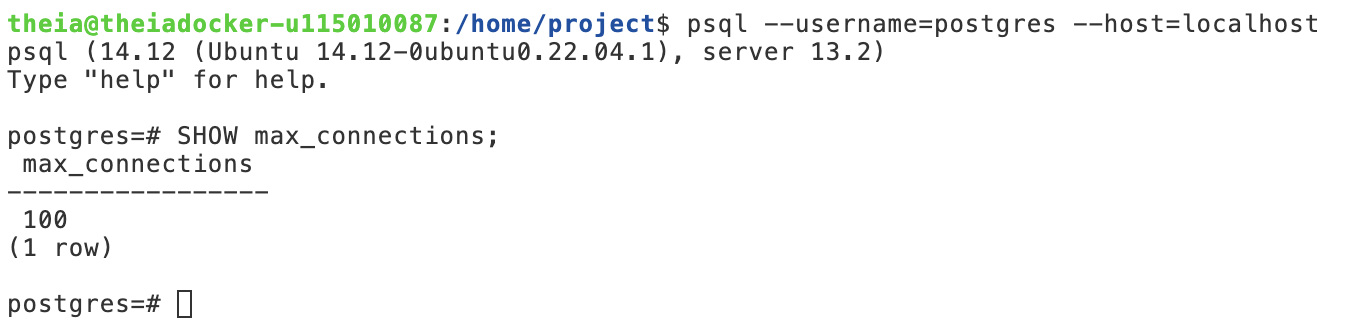 theia@theiadocker-u115010087:/home/project$ psql --username=postgres --host=localhost
psql (14.12 (Ubuntu 14.12-0ubuntu0.22.04.1), server 13.2)
Type "help" for help.
postgres=# SHOW max_connections;
max_connections
-----------------
100
(1 row)
postgres=#